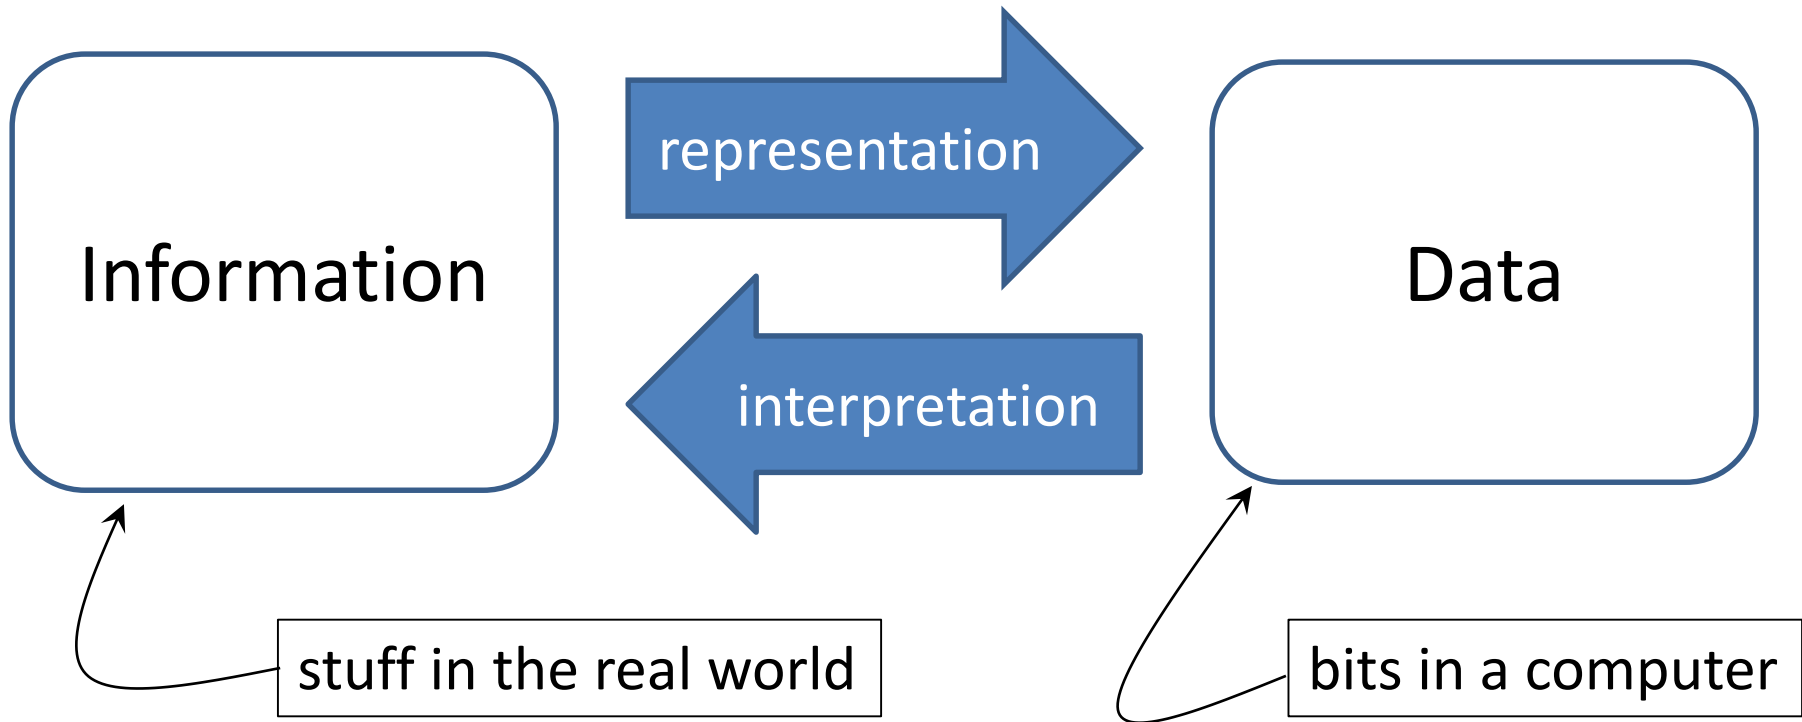 representation
Information
Data
interpretation
stuff in the real world
bits in a computer